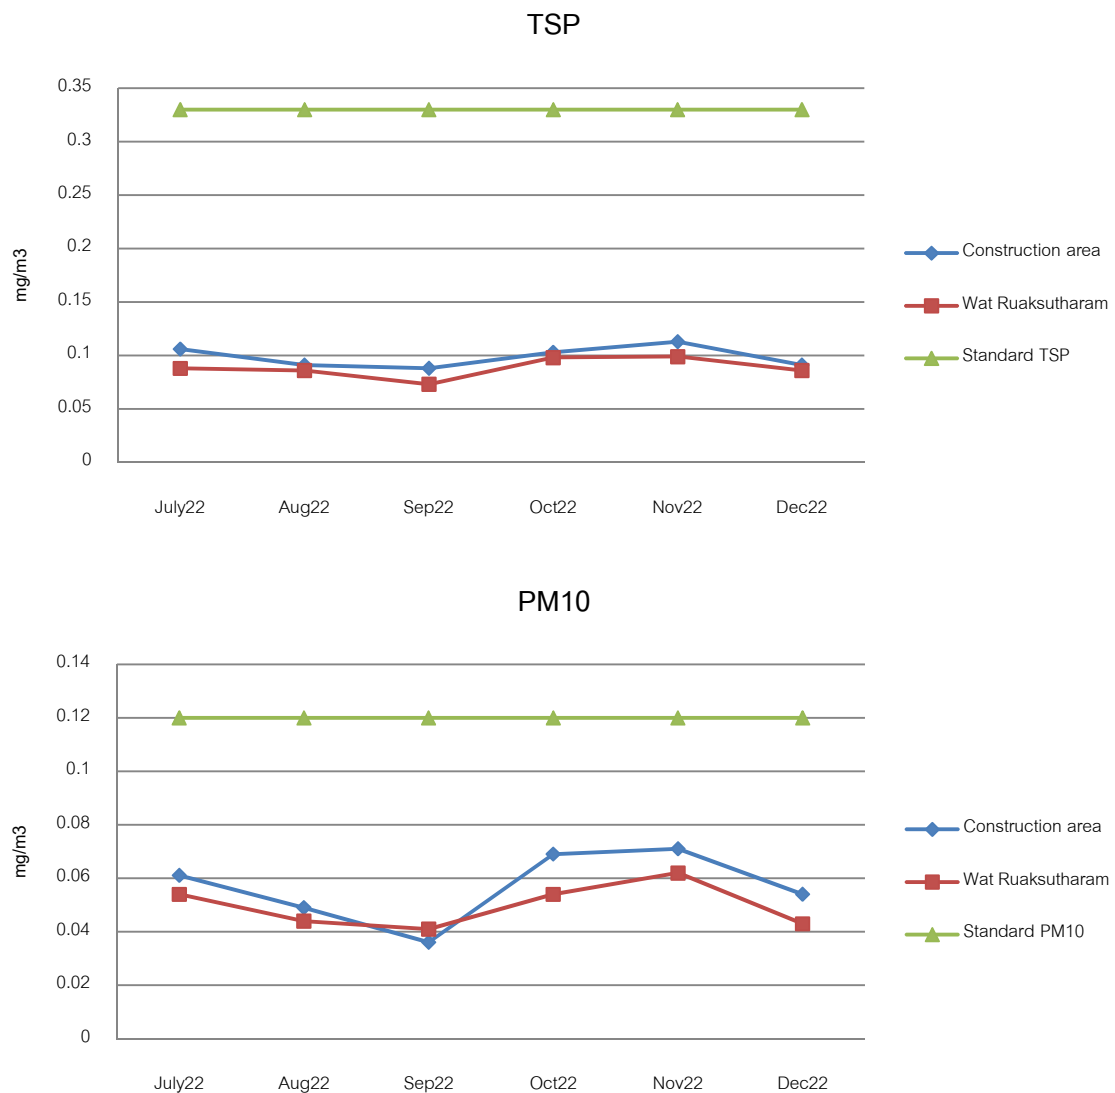 TSP
0.35
0.3
0.25
0.2
0.15
0.1
0.05
0
mg/m3
July22 Aug22 Sep22 Oct22 Nov22 Dec22
Construction area
Wat Ruaksutharam
Standard TSP
PM10
0.14
0.12
0.1
0.08
0.06
0.04
0.02
0
mg/m3
July22 Aug22 Sep22 Oct22 Nov22 Dec22
Construction area
Wat Ruaksutharam
Standard PM10